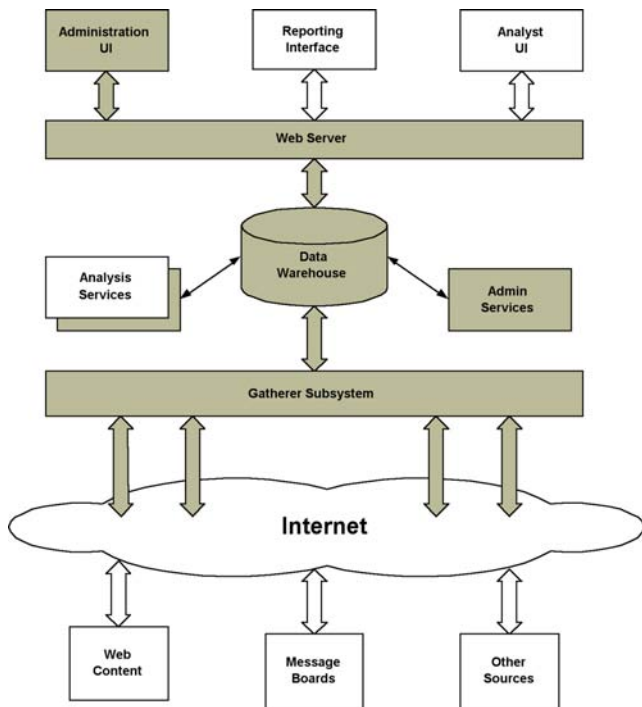 Administration
UI
Reporting
Interface
Analyst
UI
Web Server
Data
Warehouse
Analysis
Services
Admin
Services
Gatherer Subsystem
Internet
Web
Content
Message
Boards
Other
Sources